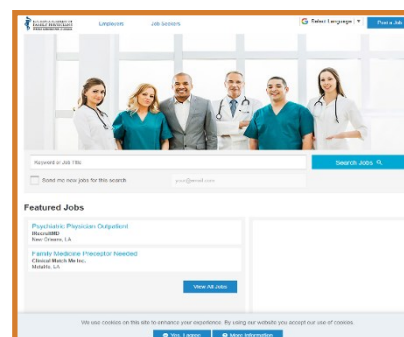 FAMILY PHYSICIANS
Employers
Job Seekers
G Select Language ▼
Post a Job
Keyword or Job Title
Search Jobs
Send me new jobs for this search
your@email.com
Featured Jobs
Psychiatric Physician Outpatient
iRecruitMD
New Orleans, LA
Family Medicine Preceptor Needed
Clinical Match Me Inc.
Metairie, LA
View All Jobs
We use cookies on this site to enhance your experience. By using our website you accept our use of cookies.
Yes, I agree
More Information